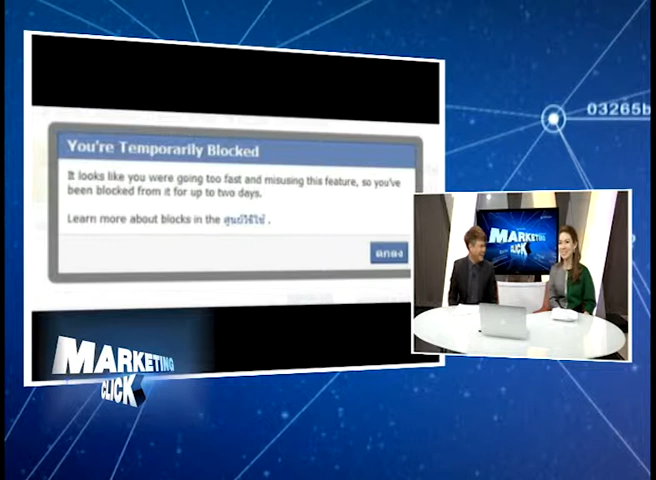 You're Temporarily Blocked
It looks like you were going too fast and misusing this feature, so you've
been blocked from it for up to two days.
Learn more about blocks in the ศูนย์วิธีใช้ .
ตกลง
03265b
MARKETING
CLICK
MARKETING
CLICK